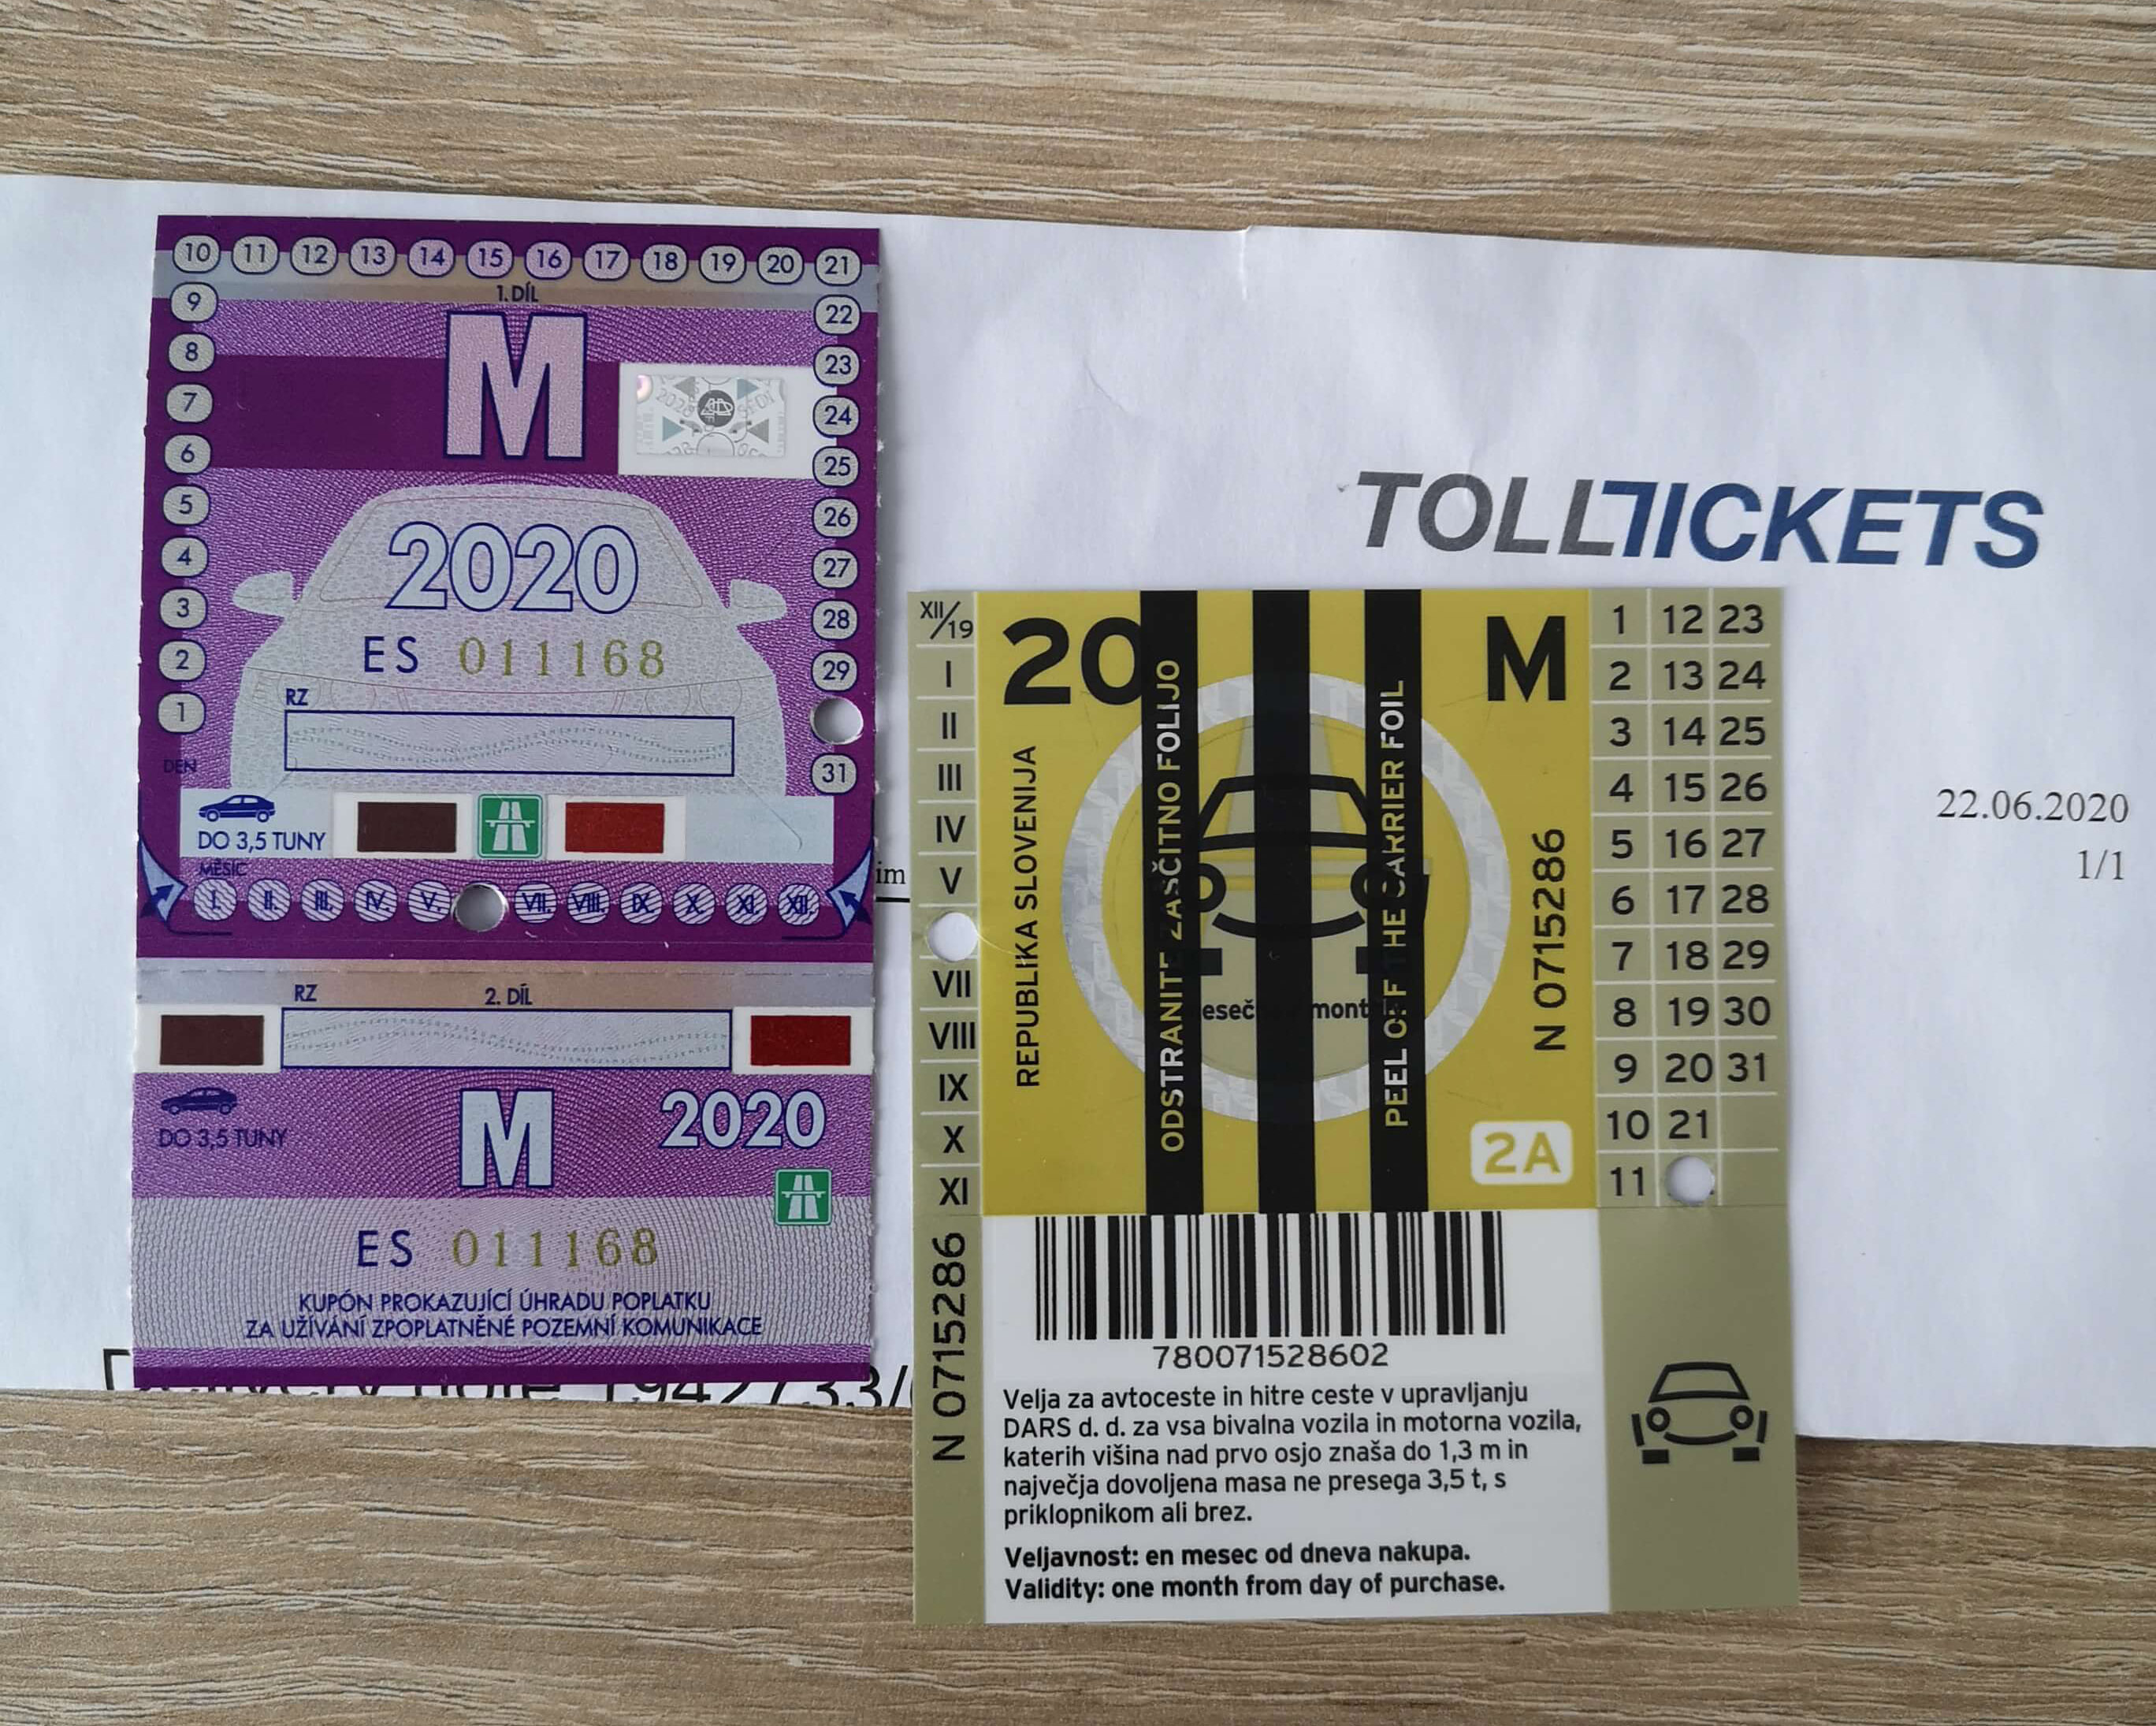 10 11 12 13 14 15 16 17 18 19 20 21
1. DÍL
9 22
8 23
7 24
6 25
5 26
4 27
3 28
2 29
1
31
DEN
M
2020
ES 011168
RZ
DO 3,5 TUNY
MĚSÍC
I. II. III. IV. V. VII. VIII. IX. X. XI. XII.
RZ 2. DÍL
DO 3,5 TUNY
M 2020
ES 011168
KUPÓN PROKAZUJÍCÍ ÚHRADU POPLATKU
ZA UŽÍVÁNÍ ZPOPLATNĚNÉ POZEMNÍ KOMUNIKACE
TOLLTICKETS
22.06.2020
1/1
im
XII/19
I
II
III
IV
V
VII
VIII
IX
X
XI
20 M
REPUBLIKA SLOVENIJA
ODSTRANITE ZAŠČITNO FOLIJO
PEEL OFF THE CARRIER FOIL
N 0715286
2A
1 12 23
2 13 24
3 14 25
4 15 26
5 16 27
6 17 28
7 18 29
8 19 30
9 20 31
10 21
11
N 0715286
780071528602
Velja za avtoceste in hitre ceste v upravljanju
DARS d. d. za vsa bivalna vozila in motorna vozila,
katerih višina nad prvo osjo znaša do 1,3 m in
največja dovoljena masa ne presega 3,5 t, s
priklopnikom ali brez.
Veljavnost: en mesec od dneva nakupa.
Validity: one month from day of purchase.
Delivery note 1942733/